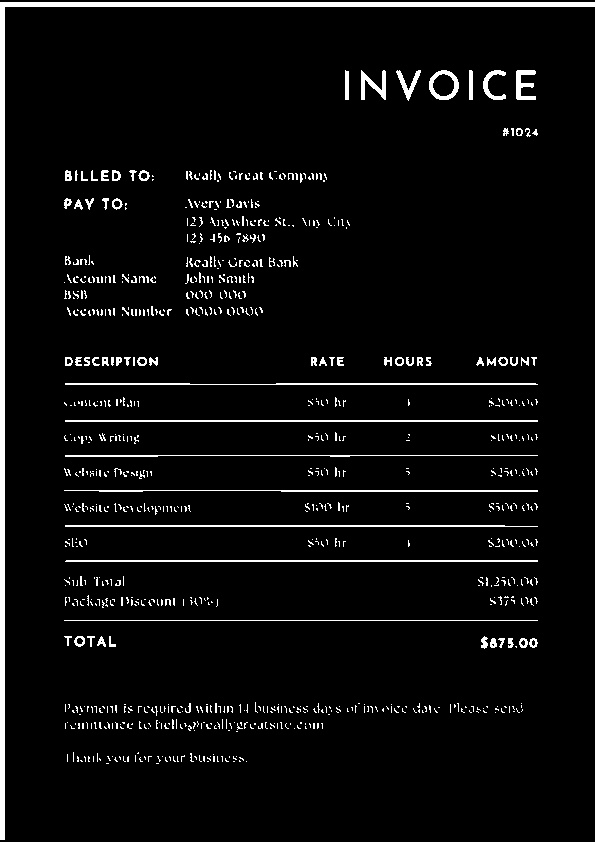 INVOICE
#1024
BILLED TO: Really Great Company
PAY TO: Avery Davis
123 Anywhere St., Any City
123 456 7890
Bank Really Great Bank
Account Name John Smith
BSB 000 000
Account Number 0000 0000
DESCRIPTION RATE HOURS AMOUNT
Content Plan $50 hr 4 $200.00
Copy Writing $50 hr 2 $100.00
Website Design $50 hr 5 $250.00
Website Development $100 hr 5 $500.00
SEO $50 hr 4 $200.00
Sub Total $1,250.00
Package Discount (30%) $375.00
TOTAL $875.00
Payment is required within 14 business days of invoice date. Please send
remittance to hello@reallygreatsite.com
Thank you for your business.